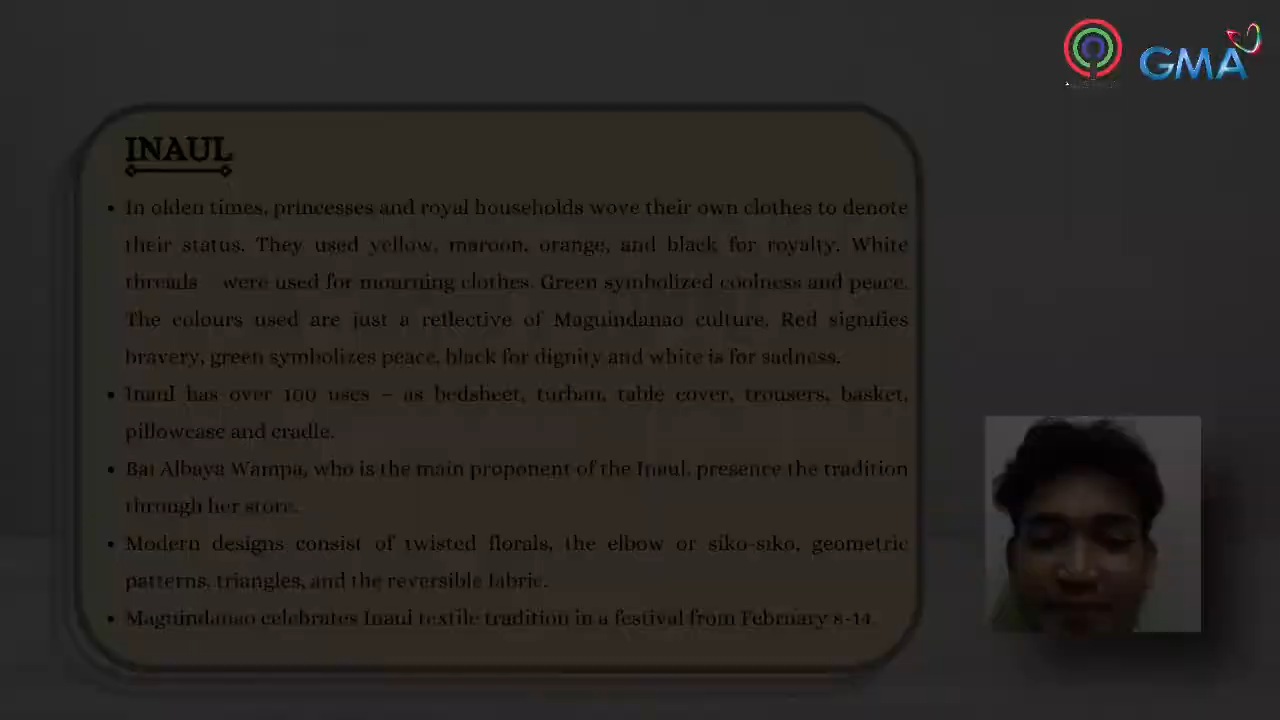 GMA
INAUL
• In olden times, princesses and royal households wove their own clothes to denote
their status. They used yellow, maroon, orange, and black for royalty. White
threads were used for mourning clothes. Green symbolized coolness and peace.
The colours used are just a reflective of Maguindanao culture. Red signifies
bravery, green symbolizes peace, black for dignity and white is for sadness.
• Inaul has over 100 uses – as bedsheet, turban, table cover, trousers, basket,
pillowcase and cradle.
• Bai Albaya Wampa, who is the main proponent of the Inaul, presence the tradition
through her store.
• Modern designs consist of twisted florals, the elbow or siko-siko, geometric
patterns, triangles, and the reversible fabric.
• Maguindanao celebrates Inaul textile tradition in a festival from February 8-14.